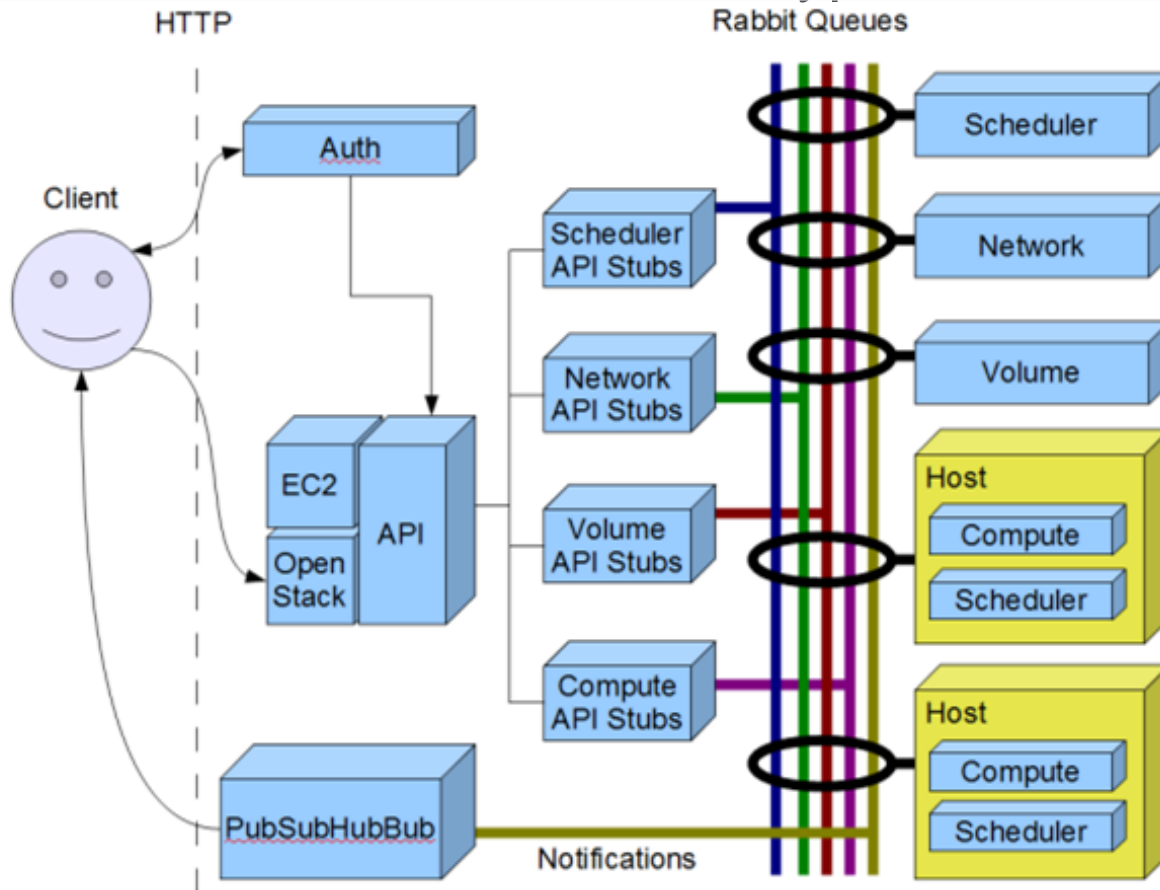 HTTP
Rabbit Queues
Auth
Scheduler
Client
Scheduler
API Stubs
Network
Network
API Stubs
Volume
EC2
API
Open
Stack
Volume
API Stubs
Host
Compute
Scheduler
Compute
API Stubs
Host
Compute
Scheduler
PubSubHubBub
Notifications